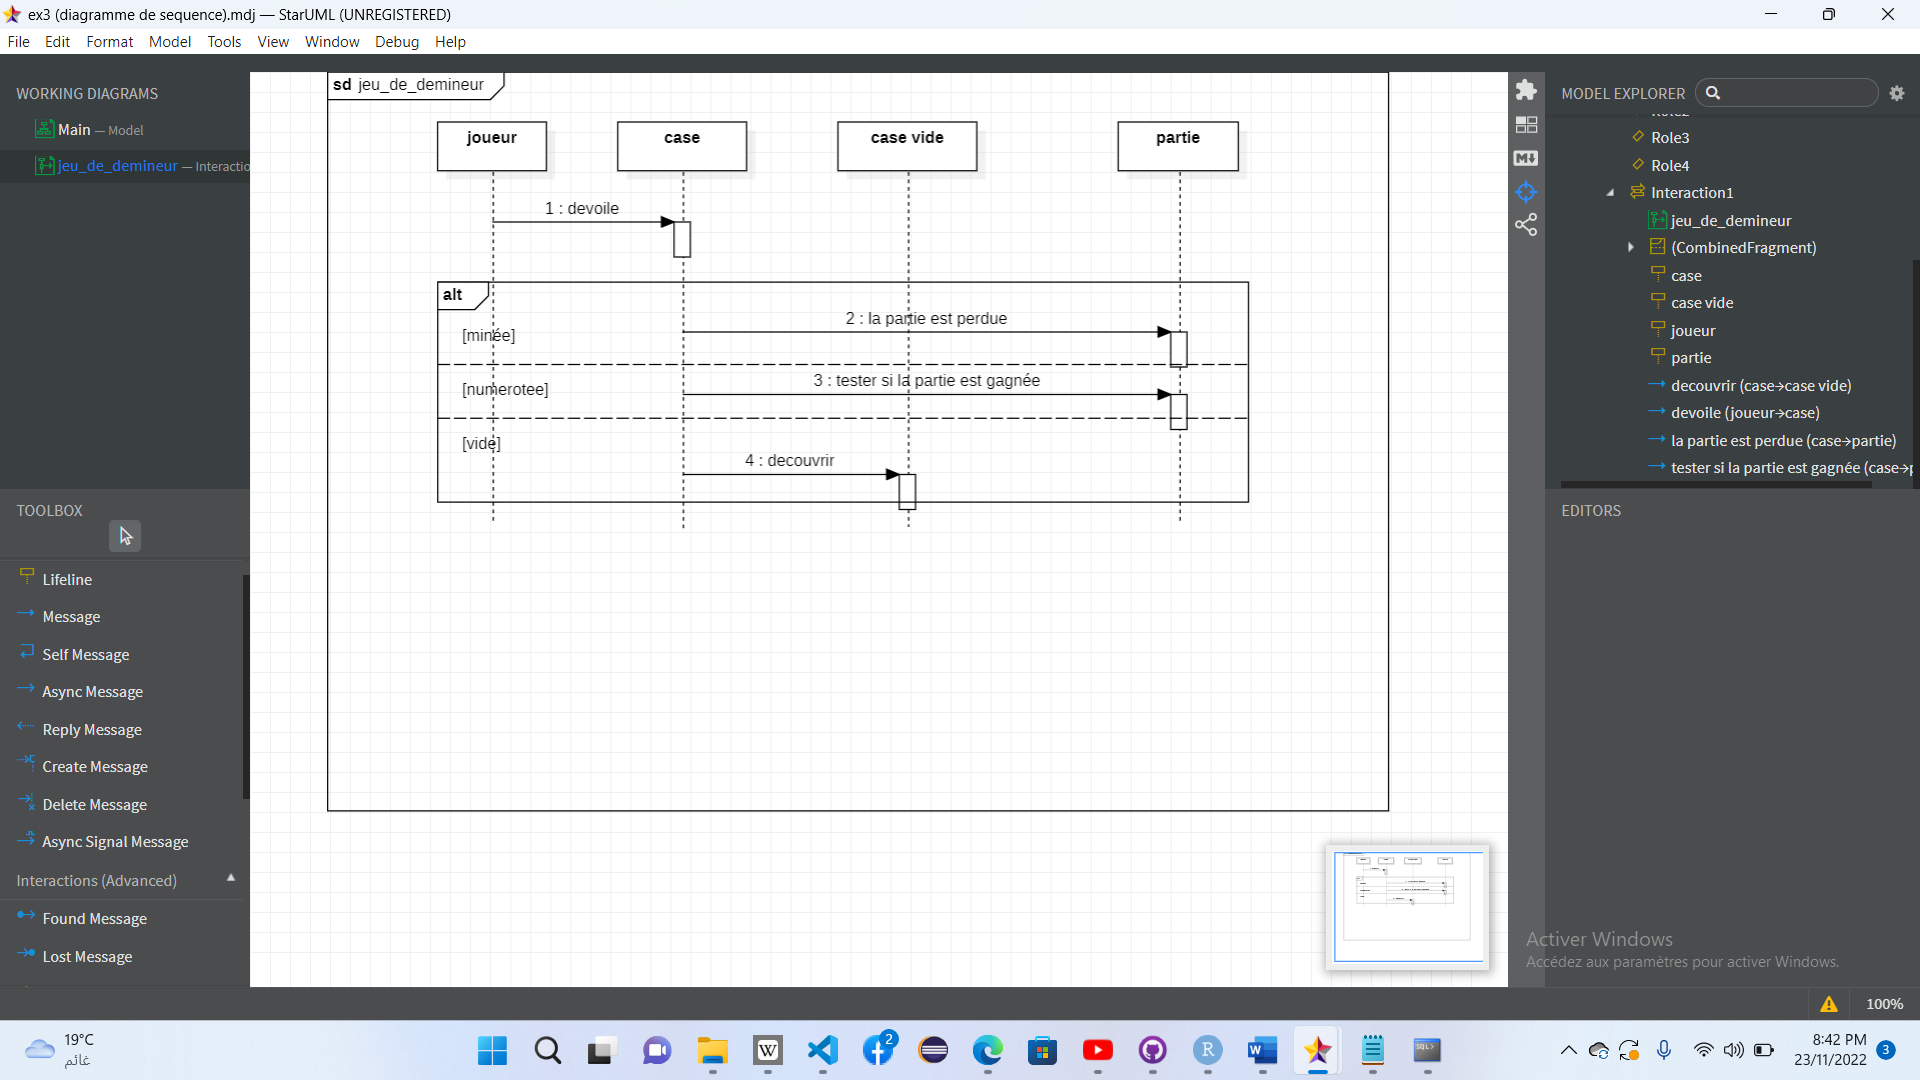 ex3 (diagramme de sequence).mdj — StarUML (UNREGISTERED)
File Edit Format Model Tools View Window Debug Help
WORKING DIAGRAMS
Main — Model
jeu_de_demineur — Interactio
TOOLBOX
Lifeline
Message
Self Message
Async Message
Reply Message
Create Message
Delete Message
Async Signal Message
Interactions (Advanced)
Found Message
Lost Message
sd jeu_de_demineur
joueur case case vide partie
1 : devoile
alt
2 : la partie est perdue
[minée]
3 : tester si la partie est gagnée
[numerotee]
[vide]
4 : decouvrir
MODEL EXPLORER
Role2
Role3
Role4
Interaction1
jeu_de_demineur
(CombinedFragment)
case
case vide
joueur
partie
decouvrir (case→case vide)
devoile (joueur→case)
la partie est perdue (case→partie)
tester si la partie est gagnée (case→p
EDITORS
Activer Windows
Accédez aux paramètres pour activer Windows.
100%
19°C
غائم
2
W
R
W
SQL>
8:42 PM
23/11/2022
3